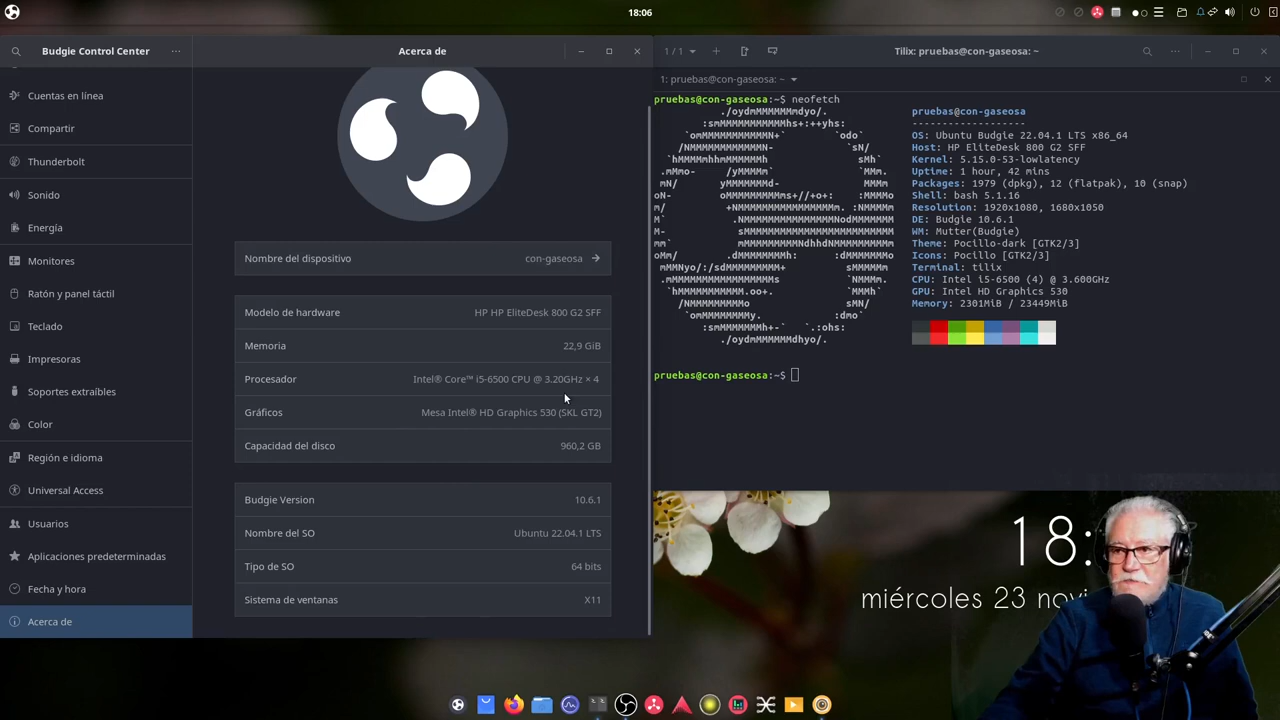 18:06
Budgie Control Center
Acerca de
Cuentas en línea
Compartir
Thunderbolt
Sonido
Energía
Monitores
Ratón y panel táctil
Teclado
Impresoras
Soportes extraíbles
Color
Región e idioma
Universal Access
Usuarios
Aplicaciones predeterminadas
Fecha y hora
Acerca de
Nombre del dispositivo con-gaseosa
Modelo de hardware HP HP EliteDesk 800 G2 SFF
Memoria 22,9 GiB
Procesador Intel® Core™ i5-6500 CPU @ 3.20GHz × 4
Gráficos Mesa Intel® HD Graphics 530 (SKL GT2)
Capacidad del disco 960,2 GB
Budgie Version 10.6.1
Nombre del SO Ubuntu 22.04.1 LTS
Tipo de SO 64 bits
Sistema de ventanas X11
1 / 1
Tilix: pruebas@con-gaseosa: ~
1: pruebas@con-gaseosa: ~
pruebas@con-gaseosa:~$ neofetch
pruebas@con-gaseosa
-------------------
OS: Ubuntu Budgie 22.04.1 LTS x86_64
Host: HP EliteDesk 800 G2 SFF
Kernel: 5.15.0-53-lowlatency
Uptime: 1 hour, 42 mins
Packages: 1979 (dpkg), 12 (flatpak), 10 (snap)
Shell: bash 5.1.16
Resolution: 1920x1080, 1680x1050
DE: Budgie 10.6.1
WM: Mutter(Budgie)
Theme: Pocillo-dark [GTK2/3]
Icons: Pocillo [GTK2/3]
Terminal: tilix
CPU: Intel i5-6500 (4) @ 3.600GHz
GPU: Intel HD Graphics 530
Memory: 2301MiB / 23449MiB
pruebas@con-gaseosa:~$
18:
miércoles 23 novi